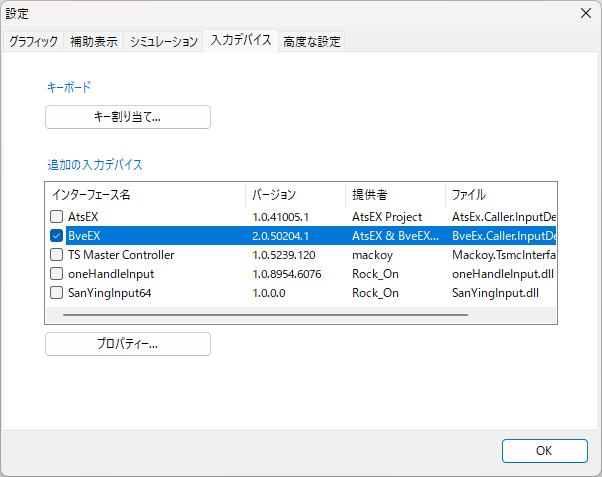 設定
グラフィック 補助表示 シミュレーション 入力デバイス 高度な設定
キーボード
キー割り当て...
追加の入力デバイス
インターフェース名 バージョン 提供者 ファイル
AtsEX 1.0.41005.1 AtsEX Project AtsEx.Caller.InputDe
BveEX 2.0.50204.1 AtsEX & BveEX... BveEx.Caller.InputDe
TS Master Controller 1.0.5239.120 mackoy Mackoy.TsmcInterfa
oneHandleInput 1.0.8954.6076 Rock_On oneHandleInput.dll
SanYingInput64 1.0.0.0 Rock_On SanYingInput.dll
プロパティー...
OK